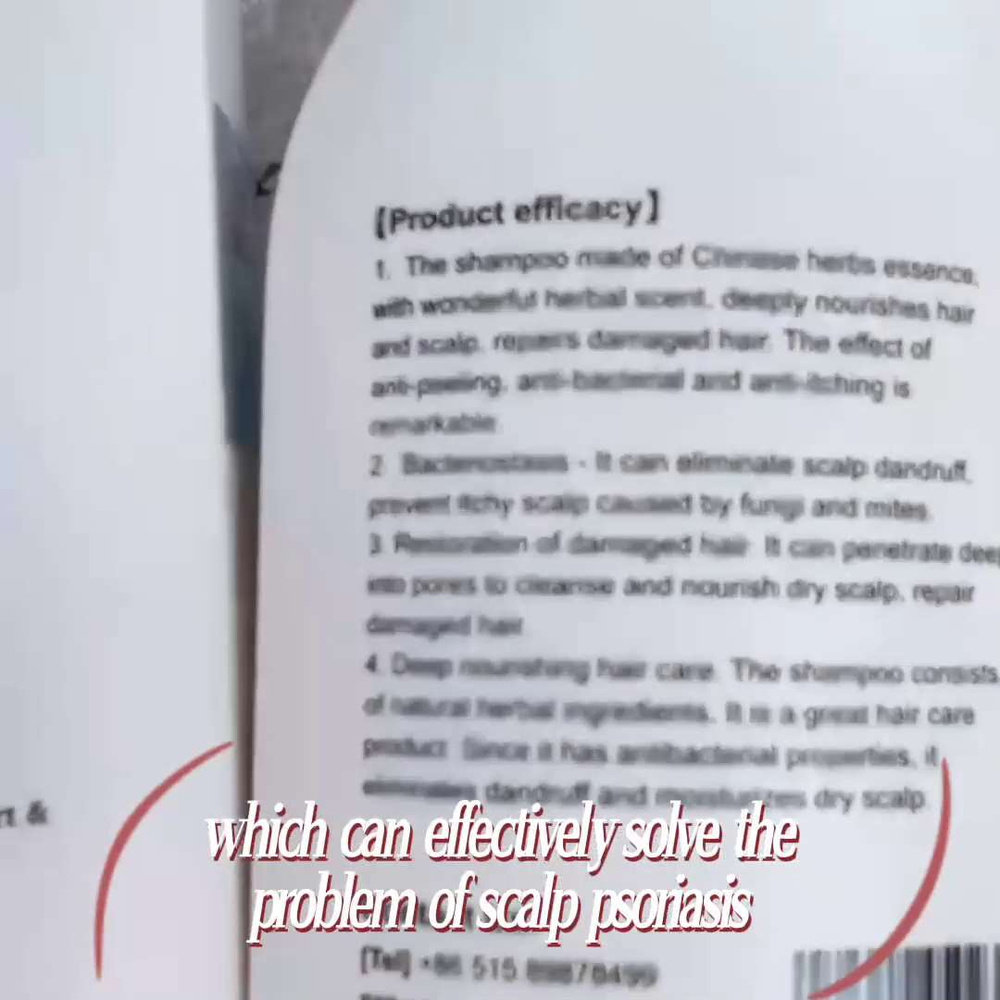 【Product efficacy】
1. The shampoo made of Chinese herbs essence,
with wonderful herbal scent, deeply nourishes hair
and scalp, repairs damaged hair. The effect of
anti-peeling, anti-bacterial and anti-itching is
remarkable
2 Bacteriostasis - It can eliminate scalp dandruff,
prevent itchy scalp caused by fungi and mites.
3 Restoration of damaged hair It can penetrate deep
into pores to cleanse and nourish dry scalp, repair
damaged hair
4. Deep nourishing hair care. The shampoo consists
of natural herbal ingredients. It is a great hair care
product Since it has antibacterial properties, it
eliminates dandruff and moisturizes dry scalp.
rt &
which can effectively solve the
problem of scalp psoriasis
[Tel] +86 515